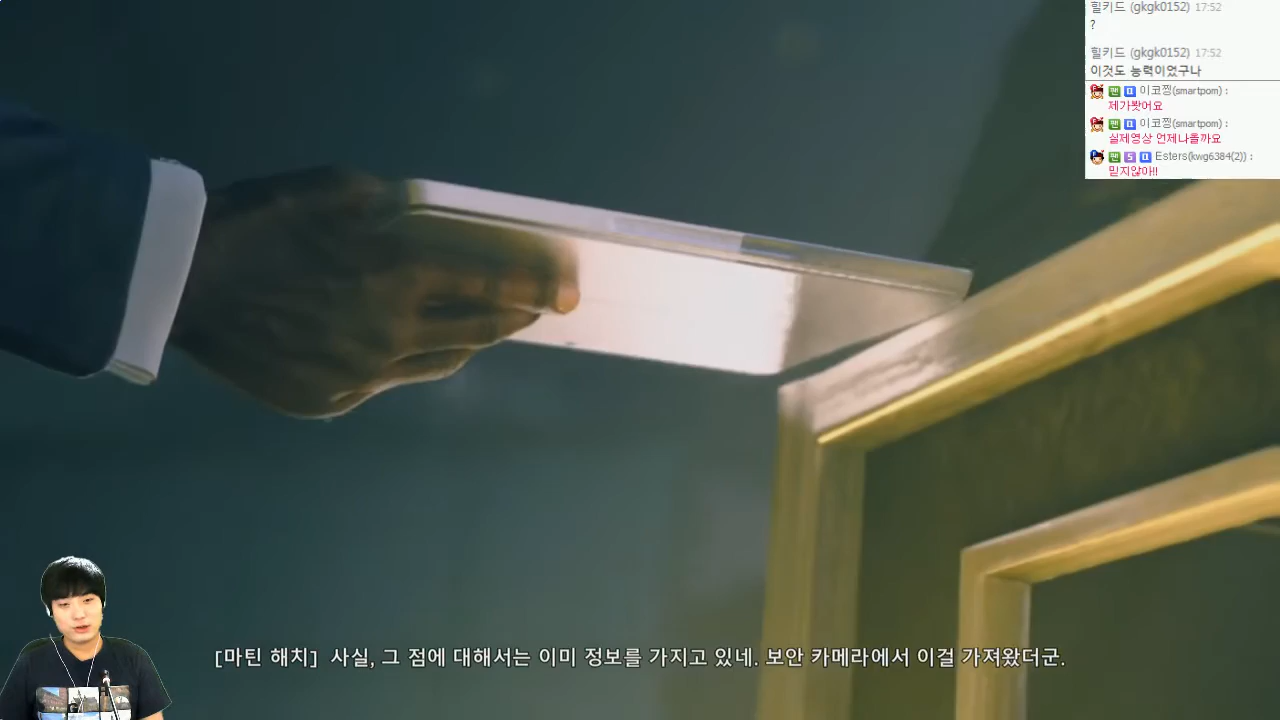 힐키드 (gkgk0152) 17:52
?
힐키드 (gkgk0152) 17:52
이것도 능력이었구나
팬 이코찡(smartpom) :
제가봣어요
팬 이코찡(smartpom) :
실제영상 언제나올까요
팬 S Esters(kwg6384(2)) :
믿지않아!!
[마틴 해치] 사실, 그 점에 대해서는 이미 정보를 가지고 있네. 보안 카메라에서 이걸 가져왔더군.